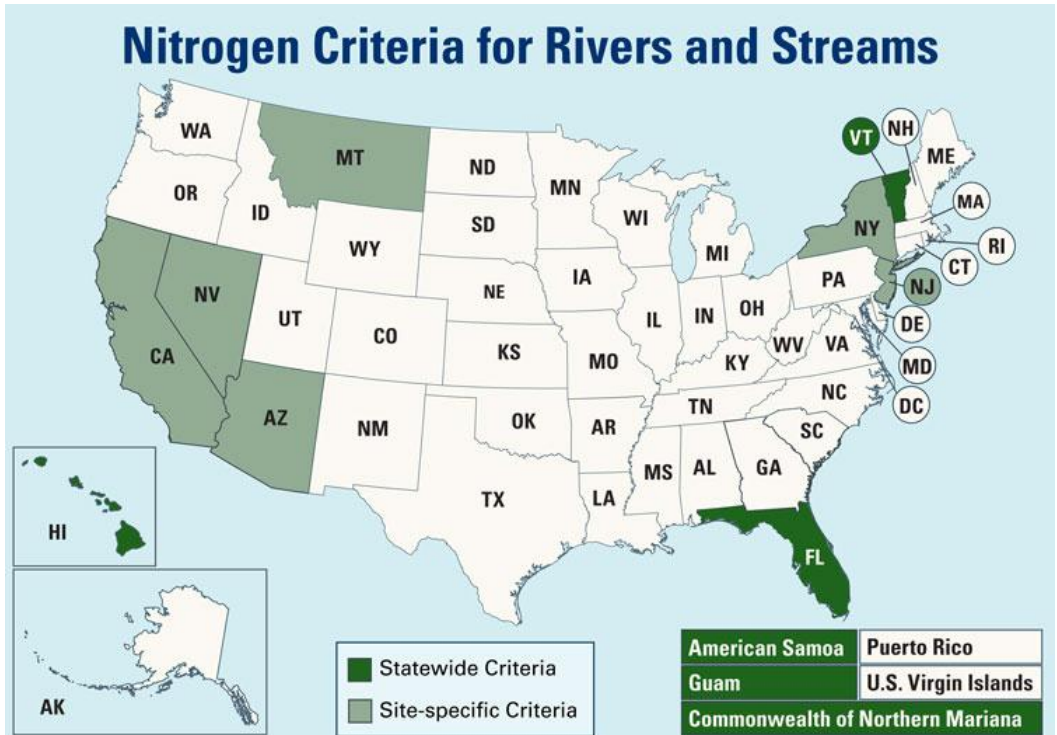 Nitrogen Criteria for Rivers and Streams
WA
MT
ND
MN
VT
NH
ME
OR
ID
SD
WI
MI
NY
MA
WY
RI
CT
NV
NE
IA
PA
NJ
UT
CO
IL
IN
OH
DE
CA
KS
MO
WV
VA
KY
MD
AZ
NM
OK
AR
TN
NC
DC
SC
TX
LA
MS
AL
GA
HI
FL
AK
Statewide Criteria
Site-specific Criteria
American Samoa
Puerto Rico
Guam
U.S. Virgin Islands
Commonwealth of Northern Mariana